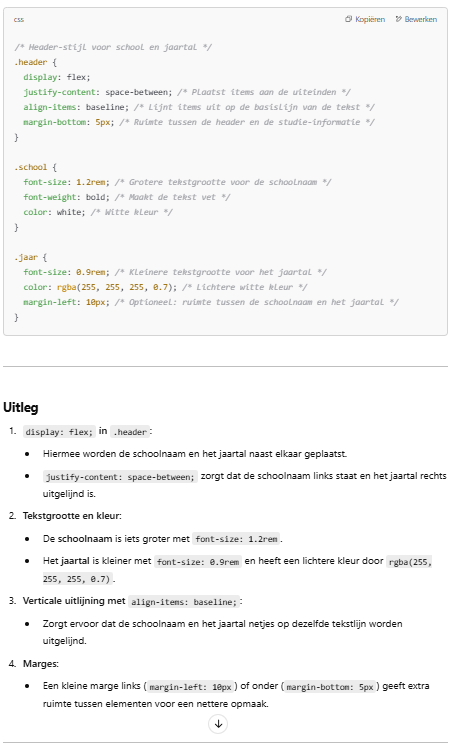 css
Kopiëren
Bewerken
/* Header-stijl voor school en jaartal */
.header {
display: flex;
justify-content: space-between; /* Plaatst items aan de uiteinden */
align-items: baseline; /* Lijnt items uit op de basislijn van de tekst */
margin-bottom: 5px; /* Ruimte tussen de header en de studie-informatie */
}
.school {
font-size: 1.2rem; /* Grotere tekstgrootte voor de schoolnaam */
font-weight: bold; /* Maakt de tekst vet */
color: white; /* Witte kleur */
}
.jaar {
font-size: 0.9rem; /* Kleinere tekstgrootte voor het jaartal */
color: rgba(255, 255, 255, 0.7); /* Lichtere witte kleur */
margin-left: 10px; /* Optioneel: ruimte tussen de schoolnaam en het jaartal */
}
Uitleg
1. display: flex; in .header:
• Hiermee worden de schoolnaam en het jaartal naast elkaar geplaatst.
• justify-content: space-between; zorgt dat de schoolnaam links staat en het jaartal rechts
uitgelijnd is.
2. Tekstgrootte en kleur:
• De schoolnaam is iets groter met font-size: 1.2rem.
• Het jaartal is kleiner met font-size: 0.9rem en heeft een lichtere kleur door rgba(255,
255, 255, 0.7).
3. Verticale uitlijning met align-items: baseline;:
• Zorgt ervoor dat de schoolnaam en het jaartal netjes op dezelfde tekstlijn worden
uitgelijnd.
4. Marges:
• Een kleine marge links (margin-left: 10px) of onder (margin-bottom: 5px) geeft extra
ruimte tussen elementen voor een nettere opmaak.